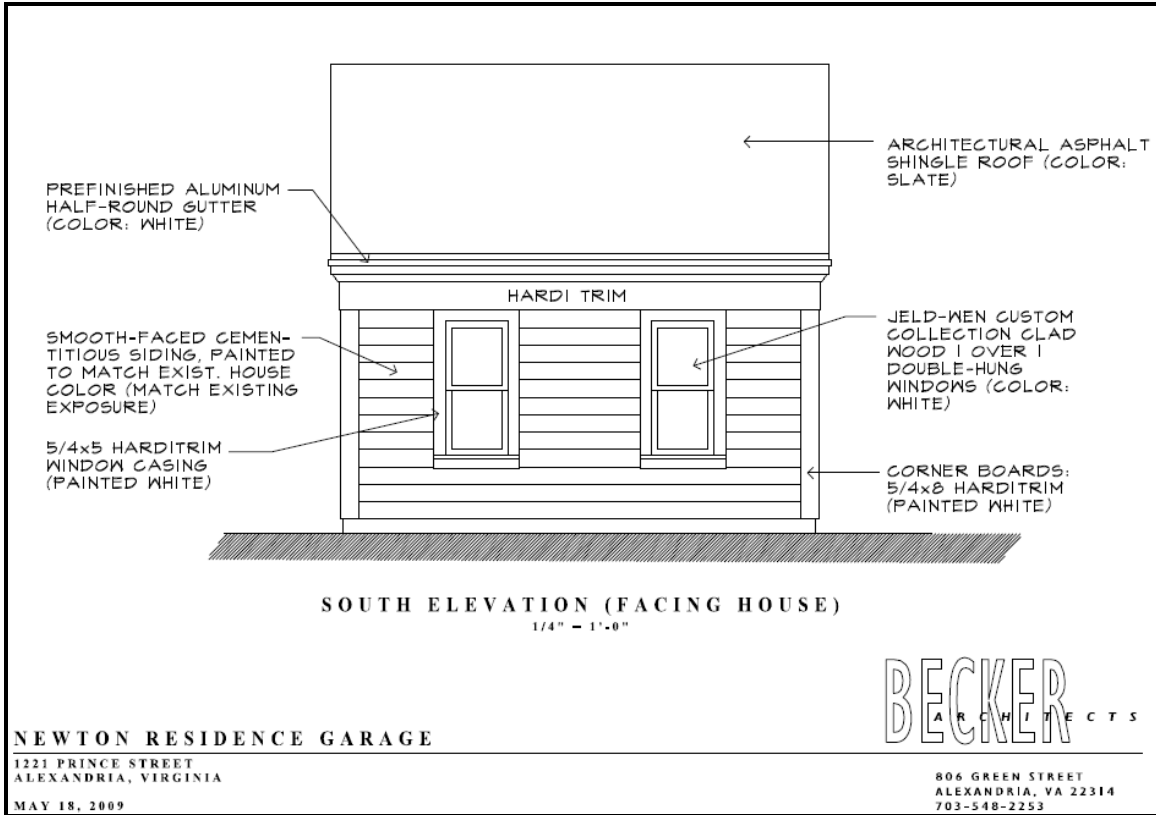 ARCHITECTURAL ASPHALT
SHINGLE ROOF (COLOR:
SLATE)
PREFINISHED ALUMINUM
HALF-ROUND GUTTER
(COLOR: WHITE)
HARDI TRIM
SMOOTH-FACED CEMEN-
TITIOUS SIDING, PAINTED
TO MATCH EXIST. HOUSE
COLOR (MATCH EXISTING
EXPOSURE)
JELD-WEN CUSTOM
COLLECTION CLAD
WOOD 1 OVER 1
DOUBLE-HUNG
WINDOWS (COLOR:
WHITE)
5/4x5 HARDITRIM
WINDOW CASING
(PAINTED WHITE)
CORNER BOARDS:
5/4x8 HARDITRIM
(PAINTED WHITE)
SOUTH ELEVATION (FACING HOUSE)
1/4" = 1'-0"
BECKER
ARCHITECTS
NEWTON RESIDENCE GARAGE
1221 PRINCE STREET
ALEXANDRIA, VIRGINIA
MAY 18, 2009
806 GREEN STREET
ALEXANDRIA, VA 22314
703-548-2253